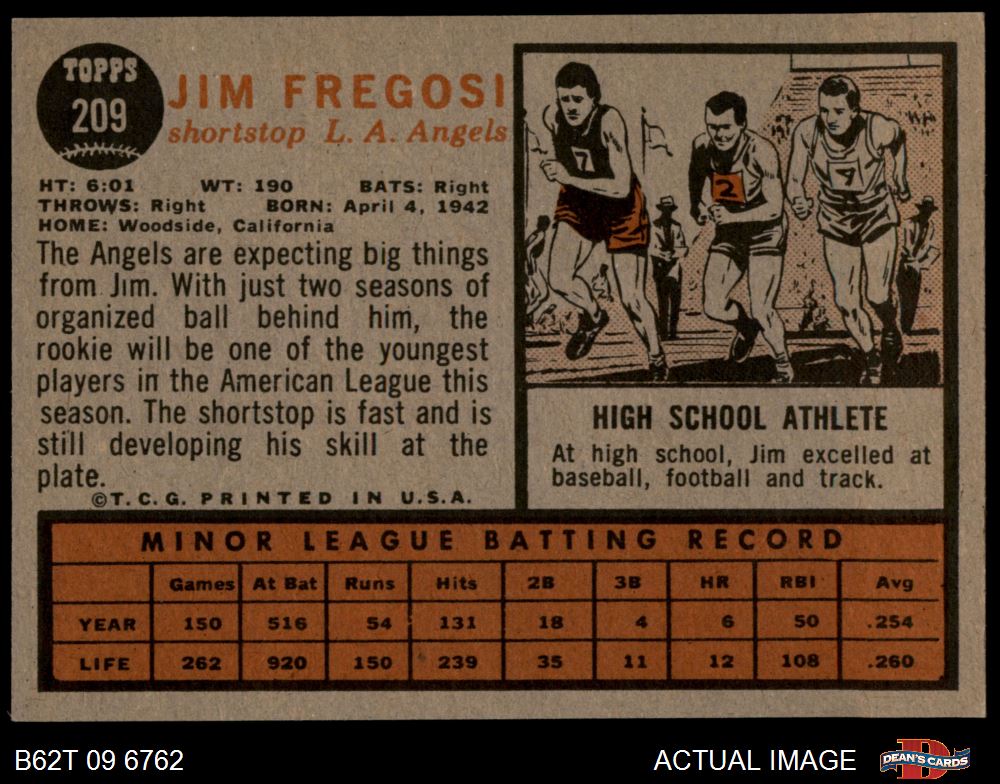 TOPPS
209
JIM FREGOSI
shortstop L. A. Angels
HT: 6:01 WT: 190 BATS: Right
THROWS: Right BORN: April 4, 1942
HOME: Woodside, California
The Angels are expecting big things
from Jim. With just two seasons of
organized ball behind him, the
rookie will be one of the youngest
players in the American League this
season. The shortstop is fast and is
still developing his skill at the
plate.
©T.C.G. PRINTED IN U.S.A.
7
2
9
HIGH SCHOOL ATHLETE
At high school, Jim excelled at
baseball, football and track.
MINOR LEAGUE BATTING RECORD
Games At Bat Runs Hits 2B 3B HR RBI Avg
YEAR 150 516 54 131 18 4 6 50 .254
LIFE 262 920 150 239 35 11 12 108 .260
B62T 09 6762
ACTUAL IMAGE
D
DEAN'S CARDS